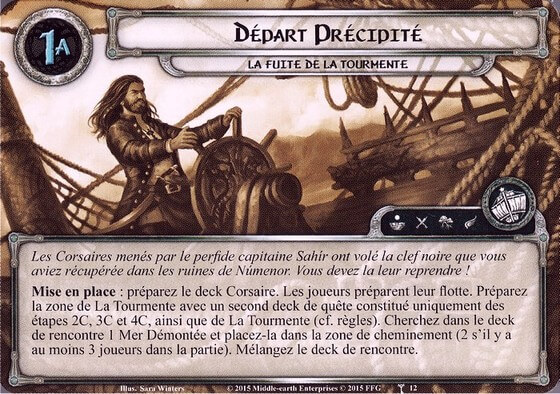 1A
DÉPART PRÉCIPITÉ
LA FUITE DE LA TOURMENTE
Les Corsaires menés par le perfide capitaine Sahír ont volé la clef noire que
vous aviez récupérée dans les ruines de Númenor. Vous devez la leur reprendre !
Mise en place : préparez le deck Corsaire. Les joueurs préparent leur flotte. Préparez
la zone de La Tourmente avec un second deck de quête constitué uniquement des
étapes 2C, 3C et 4C, ainsi que de La Tourmente (cf. règles). Cherchez dans le deck
de rencontre 1 Mer Démontée et placez-la dans la zone de cheminement (2 s'il y a
au moins 3 joueurs dans la partie). Mélangez le deck de rencontre.
Illus. Sara Winters
© 2015 Middle-earth Enterprises © 2015 FFG
12